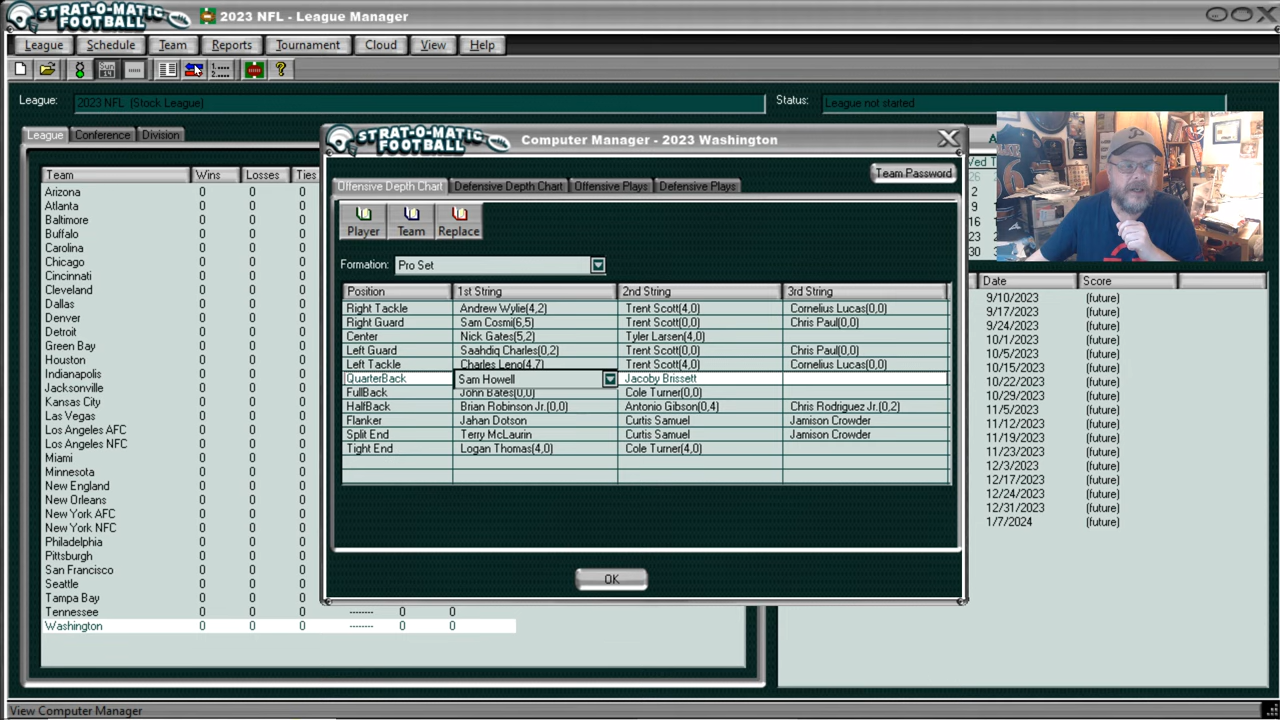 STRAT-O-MATIC FOOTBALL 2023 NFL - League Manager
League Schedule Team Reports Tournament Cloud View Help
League: 2023 NFL (Stock League) Status: League not started
League Conference Division
Team Wins Losses Ties
Arizona 0 0 0
Atlanta 0 0 0
Baltimore 0 0 0
Buffalo 0 0 0
Carolina 0 0 0
Chicago 0 0 0
Cincinnati 0 0 0
Cleveland 0 0 0
Dallas 0 0 0
Denver 0 0 0
Detroit 0 0 0
Green Bay 0 0 0
Houston 0 0 0
Indianapolis 0 0 0
Jacksonville 0 0 0
Kansas City 0 0 0
Las Vegas 0 0 0
Los Angeles AFC 0 0 0
Los Angeles NFC 0 0 0
Miami 0 0 0
Minnesota 0 0 0
New England 0 0 0
New Orleans 0 0 0
New York AFC 0 0 0
New York NFC 0 0 0
Philadelphia 0 0 0
Pittsburgh 0 0 0
San Francisco 0 0 0
Seattle 0 0 0
Tampa Bay 0 0 0
Tennessee 0 0 0 -------- 0 0
Washington 0 0 0 -------- 0 0
STRAT-O-MATIC FOOTBALL Computer Manager - 2023 Washington
Team Password
Offensive Depth Chart Defensive Depth Chart Offensive Plays Defensive Plays
Player Team Replace
Formation: Pro Set
Position 1st String 2nd String 3rd String
Right Tackle Andrew Wylie(4,2) Trent Scott(4,0) Cornelius Lucas(0,0)
Right Guard Sam Cosmi(6,5) Trent Scott(0,0) Chris Paul(0,0)
Center Nick Gates(5,2) Tyler Larsen(4,0)
Left Guard Saahdiq Charles(0,2) Trent Scott(0,0) Chris Paul(0,0)
Left Tackle Charles Leno(4,7) Trent Scott(4,0) Cornelius Lucas(0,0)
QuarterBack Sam Howell Jacoby Brissett
FullBack John Bates(0,0) Cole Turner(0,0)
HalfBack Brian Robinson Jr.(0,0) Antonio Gibson(0,4) Chris Rodriguez Jr.(0,2)
Flanker Jahan Dotson Curtis Samuel Jamison Crowder
Split End Terry McLaurin Curtis Samuel Jamison Crowder
Tight End Logan Thomas(4,0) Cole Turner(4,0)
OK
Wed
26
2
9
16
23
30
Date Score
9/10/2023 (future)
9/17/2023 (future)
9/24/2023 (future)
10/1/2023 (future)
10/5/2023 (future)
10/15/2023 (future)
10/22/2023 (future)
10/29/2023 (future)
11/5/2023 (future)
11/12/2023 (future)
11/19/2023 (future)
11/23/2023 (future)
12/3/2023 (future)
12/17/2023 (future)
12/24/2023 (future)
12/31/2023 (future)
1/7/2024 (future)
View Computer Manager